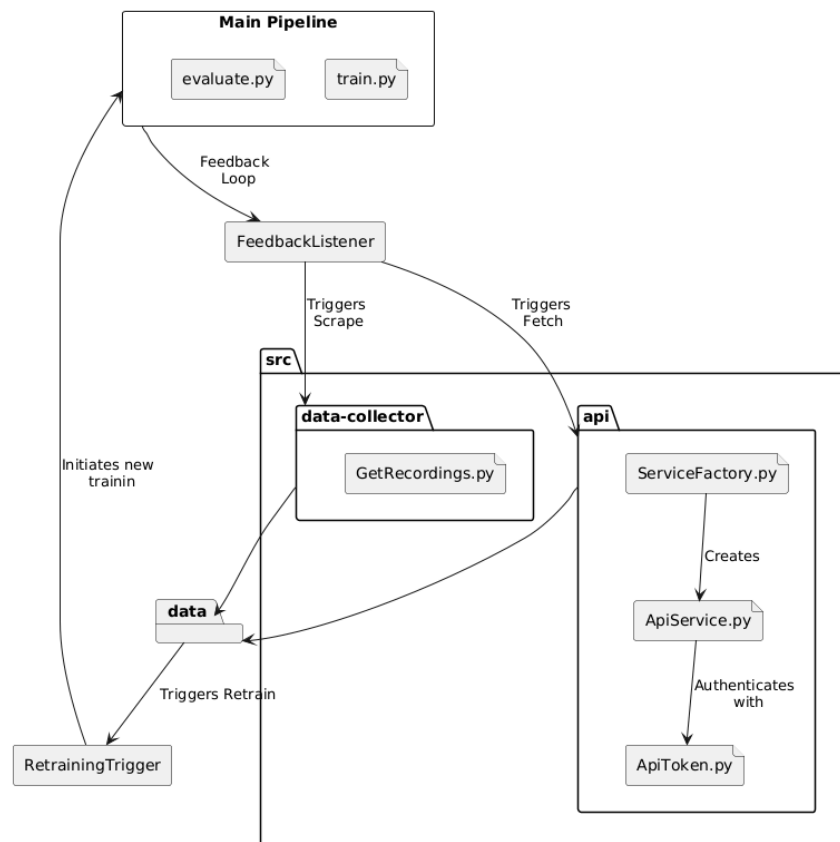 Main Pipeline
evaluate.py
train.py
Feedback
Loop
FeedbackListener
Triggers
Scrape
Triggers
Fetch
src
data-collector
api
GetRecordings.py
ServiceFactory.py
Initiates new
trainin
Creates
data
ApiService.py
Triggers Retrain
Authenticates
with
RetrainingTrigger
ApiToken.py